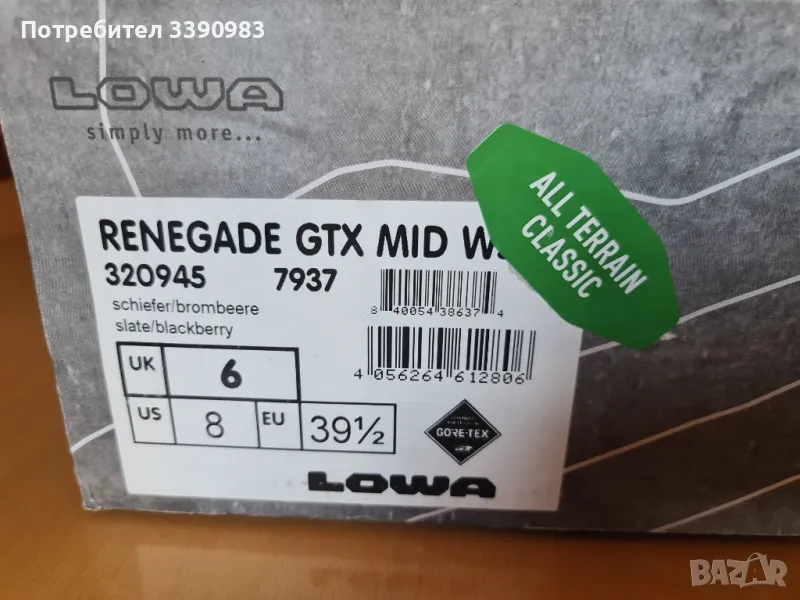 Потребител 3390983
LOWA
simply more...
ALL TERRAIN
CLASSIC
RENEGADE GTX MID W
320945 7937
schiefer/brombeere
slate/blackberry
8 40054 38637 4
4 056264 612806
UK 6
US 8 EU 39½
GORE-TEX
LOWA
BAZAR